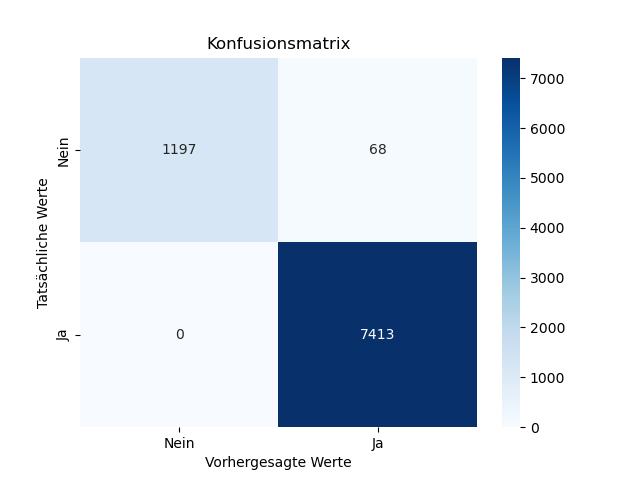 Konfusionsmatrix
Tatsächliche Werte
Nein
Ja
1197
68
0
7413
Nein
Ja
Vorhergesagte Werte
7000
6000
5000
4000
3000
2000
1000
0